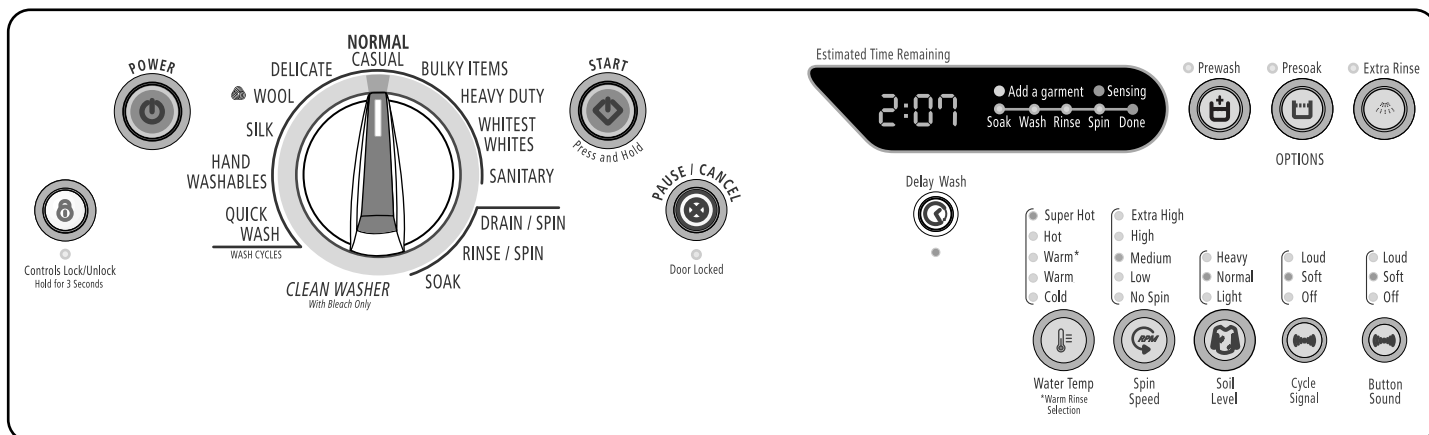 POWER
Controls Lock/Unlock
Hold for 3 Seconds
NORMAL
CASUAL
DELICATE
WOOL
SILK
HAND
WASHABLES
QUICK
WASH
WASH CYCLES
BULKY ITEMS
HEAVY DUTY
WHITEST
WHITES
SANITARY
DRAIN / SPIN
RINSE / SPIN
SOAK
CLEAN WASHER
With Bleach Only
START
Press and Hold
PAUSE / CANCEL
Door Locked
Estimated Time Remaining
2:07
Add a garment Sensing
Soak Wash Rinse Spin Done
Delay Wash
Prewash
Presoak
Extra Rinse
OPTIONS
Super Hot
Hot
Warm*
Warm
Cold
Water Temp
*Warm Rinse
Selection
Extra High
High
Medium
Low
No Spin
RPM
Spin
Speed
Heavy
Normal
Light
Soil
Level
Loud
Soft
Off
Cycle
Signal
Loud
Soft
Off
Button
Sound